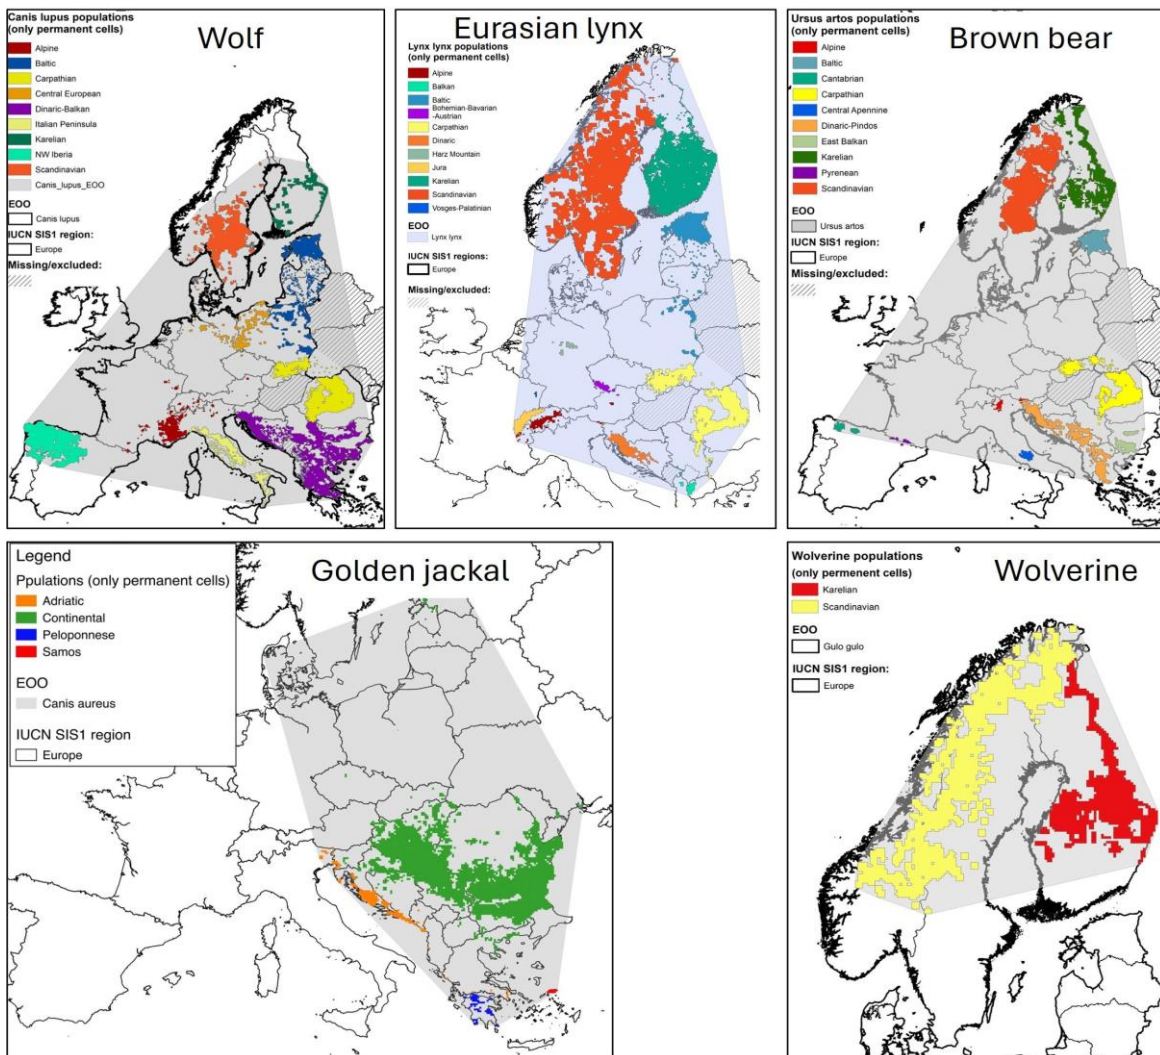 Canis lupus populations
(only permanent cells)
Wolf
Alpine
Baltic
Carpathian
Central European
Dinaric-Balkan
Italian Peninsula
Karelian
NW Iberia
Scandinavian
Canis_lupus_EOO
EOO
Canis lupus
IUCN SIS1 region:
Europe
Missing/excluded:
Eurasian lynx
Lynx lynx populations
(only permanent cells)
Alpine
Balkan
Baltic
Bohemian-Bavarian
-Austrian
Carpathian
Dinaric
Harz Mountain
Jura
Karelian
Scandinavian
Vosges-Palatinian
EOO
Lynx lynx
IUCN SIS1 regions:
Europe
Missing/excluded:
Ursus artos populations
(only permanent cells)
Brown bear
Alpine
Baltic
Cantabrian
Carpathian
Central Apennine
Dinaric-Pindos
East Balkan
Karelian
Pyrenean
Scandinavian
EOO
Ursus artos
IUCN SIS1 region:
Europe
Missing/excluded:
Legend
Ppulations (only permanent cells)
Golden jackal
Adriatic
Continental
Peloponnese
Samos
EOO
Canis aureus
IUCN SIS1 region
Europe
Wolverine populations
(only permenent cells)
Wolverine
Karelian
Scandinavian
EOO
Gulo gulo
IUCN SIS1 region:
Europe